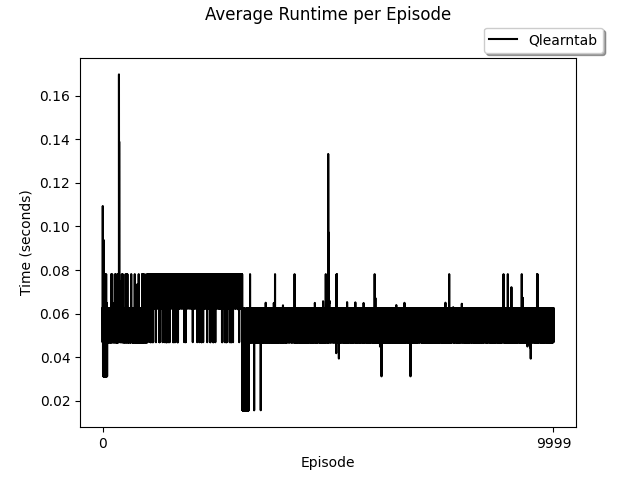 Average Runtime per Episode
Qlearntab
0.16
0.14
0.12
0.10
0.08
0.06
0.04
0.02
Time (seconds)
0 9999
Episode